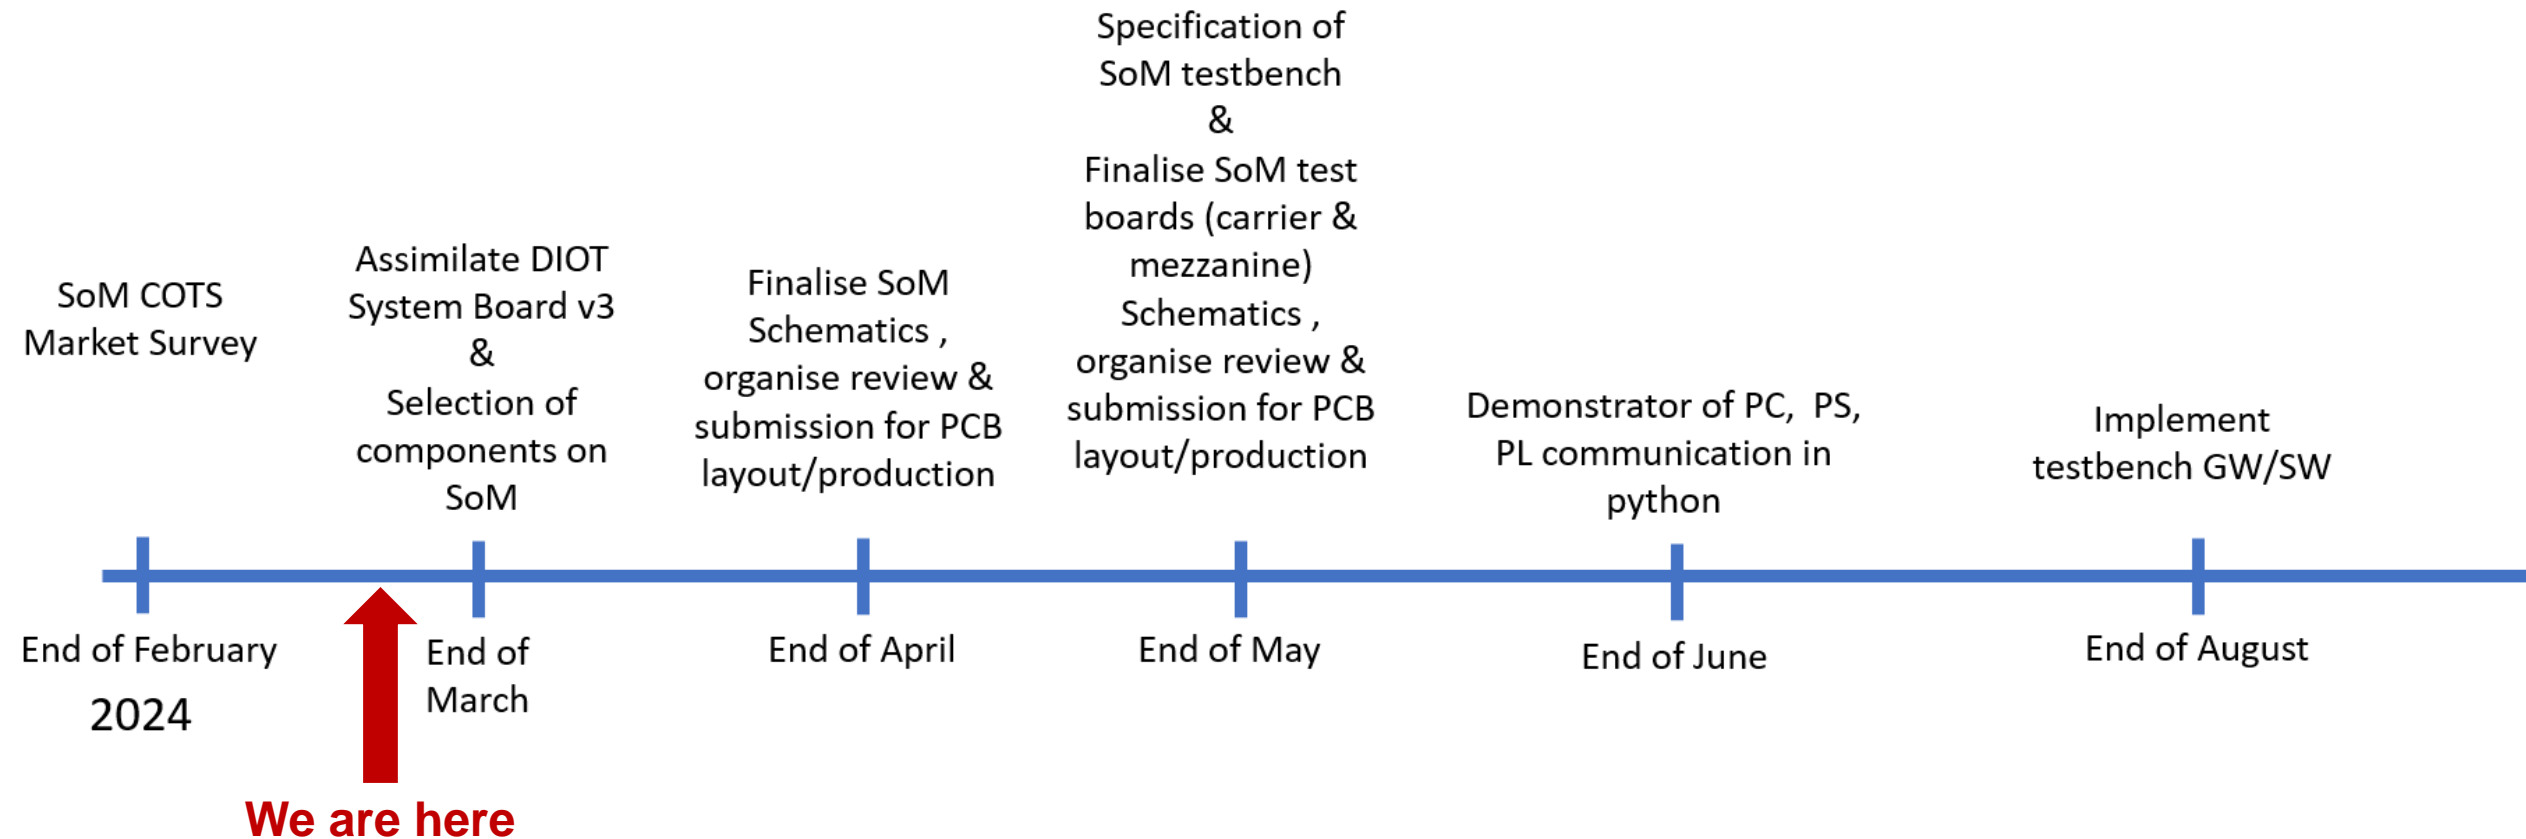 SoM COTS
Market Survey
Assimilate DIOT
System Board v3
&
Selection of
components on
SoM
Finalise SoM
Schematics ,
organise review &
submission for PCB
layout/production
Specification of
SoM testbench
&
Finalise SoM test
boards (carrier &
mezzanine)
Schematics ,
organise review &
submission for PCB
layout/production
Demonstrator of PC,  PS,
PL communication in
python
Implement
testbench GW/SW
End of February
2024
End of
March
End of April
End of May
End of June
End of August
We are here